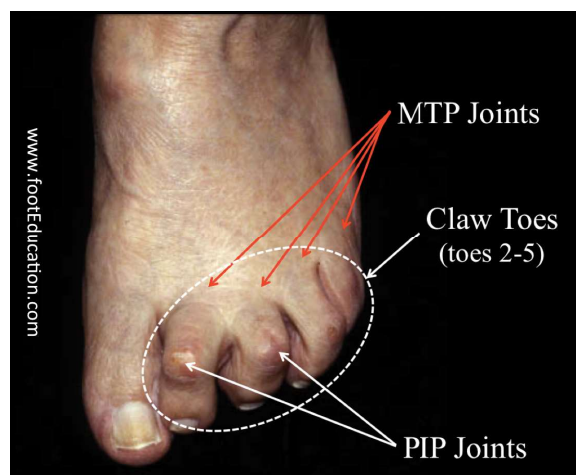 www.footEducation.com
MTP Joints
Claw Toes
(toes 2-5)
PIP Joints